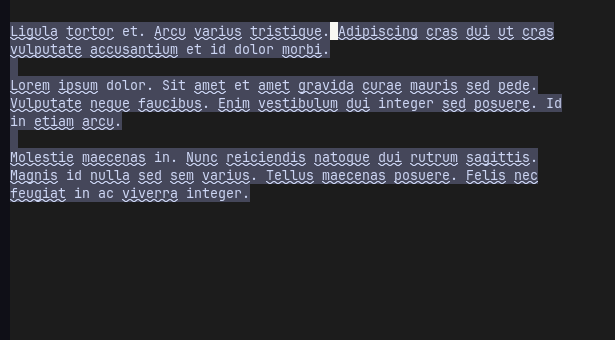 Ligula tortor et. Arcu varius tristique. Adipiscing cras dui ut cras
vulputate accusantium et id dolor morbi.
Lorem ipsum dolor. Sit amet et amet gravida curae mauris sed pede.
Vulputate neque faucibus. Enim vestibulum dui integer sed posuere. Id
in etiam arcu.
Molestie maecenas in. Nunc reiciendis natoque dui rutrum sagittis.
Magnis id nulla sed sem varius. Tellus maecenas posuere. Felis nec
feugiat in ac viverra integer.